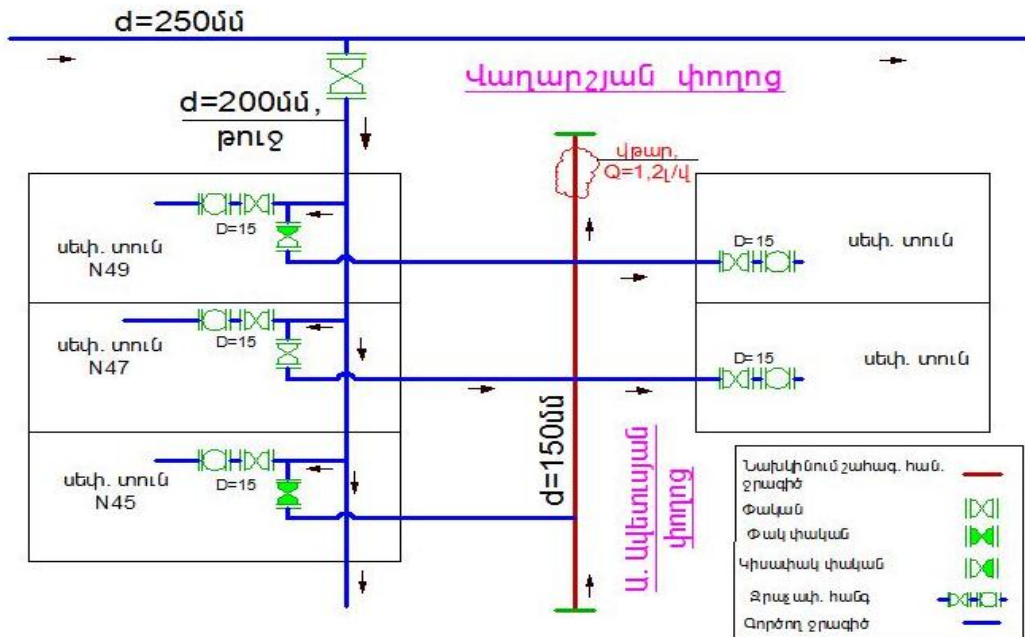 d=250մմ
Վաղարշյան փողոց
d=200մմ,
թուջ
վթար,
Q=1,2լ/վ
D=15
սեփ. տուն
N49
D=15
սեփ. տուն
D=15
սեփ. տուն
N47
D=15
սեփ. տուն
D=15
սեփ. տուն
N45
d=150մմ
Ա. Ավետիսյան
փողոց
Նախկինում շահագ. հան.
ջրագիծ
Փական
Փակ փական
Կիսափակ փական
Ջրաչափ. հանգ
Գործող ջրագիծ